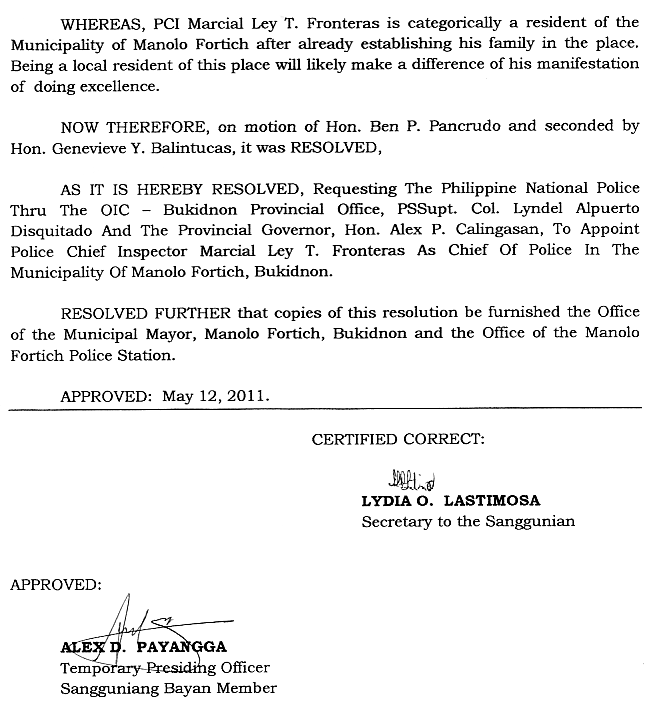 WHEREAS, PCI Marcial Ley T. Fronteras is categorically a resident of the
Municipality of Manolo Fortich after already establishing his family in the place.
Being a local resident of this place will likely make a difference of his manifestation
of doing excellence.
NOW THEREFORE, on motion of Hon. Ben P. Pancrudo and seconded by
Hon. Genevieve Y. Balintucas, it was RESOLVED,
AS IT IS HEREBY RESOLVED, Requesting The Philippine National Police
Thru The OIC – Bukidnon Provincial Office, PSSupt. Col. Lyndel Alpuerto
Disquitado And The Provincial Governor, Hon. Alex P. Calingasan, To Appoint
Police Chief Inspector Marcial Ley T. Fronteras As Chief Of Police In The
Municipality Of Manolo Fortich, Bukidnon.
RESOLVED FURTHER that copies of this resolution be furnished the Office
of the Municipal Mayor, Manolo Fortich, Bukidnon and the Office of the Manolo
Fortich Police Station.
APPROVED: May 12, 2011.
CERTIFIED CORRECT:
LYDIA O. LASTIMOSA
Secretary to the Sanggunian
APPROVED:
ALEX D. PAYANGGA
Temporary Presiding Officer
Sangguniang Bayan Member